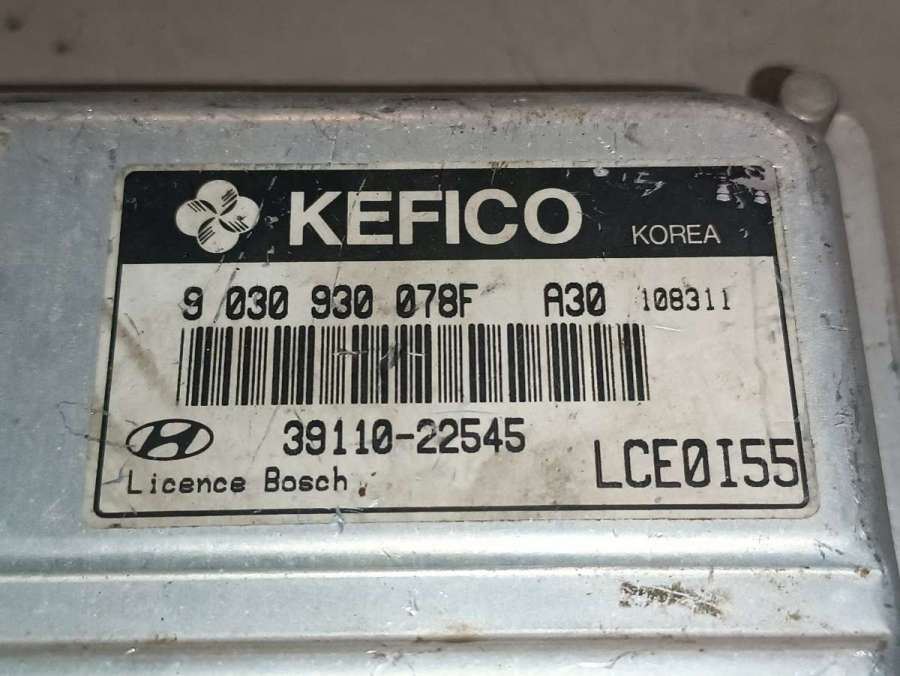 KEFICO KOREA
9 030 930 078F A30 108311
39110-22545
LCE0I55
Licence Bosch